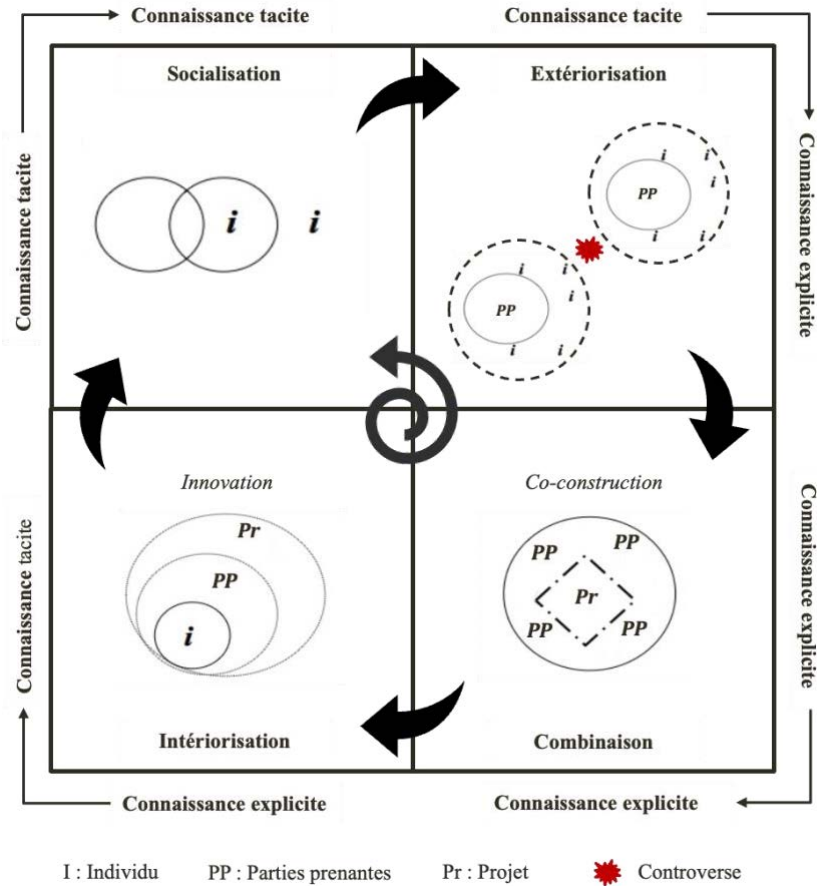 Connaissance tacite
Connaissance tacite
Socialisation
Extériorisation
Connaissance tacite
Connaissance explicite
i
i
i
i
i
PP
i
i
i
i
i
PP
i
i
Innovation
Co-construction
Connaissance tacite
Connaissance explicite
Pr
PP
i
PP
PP
Pr
PP
PP
Intériorisation
Combinaison
Connaissance explicite
Connaissance explicite
I : Individu
PP : Parties prenantes
Pr : Projet
Controverse